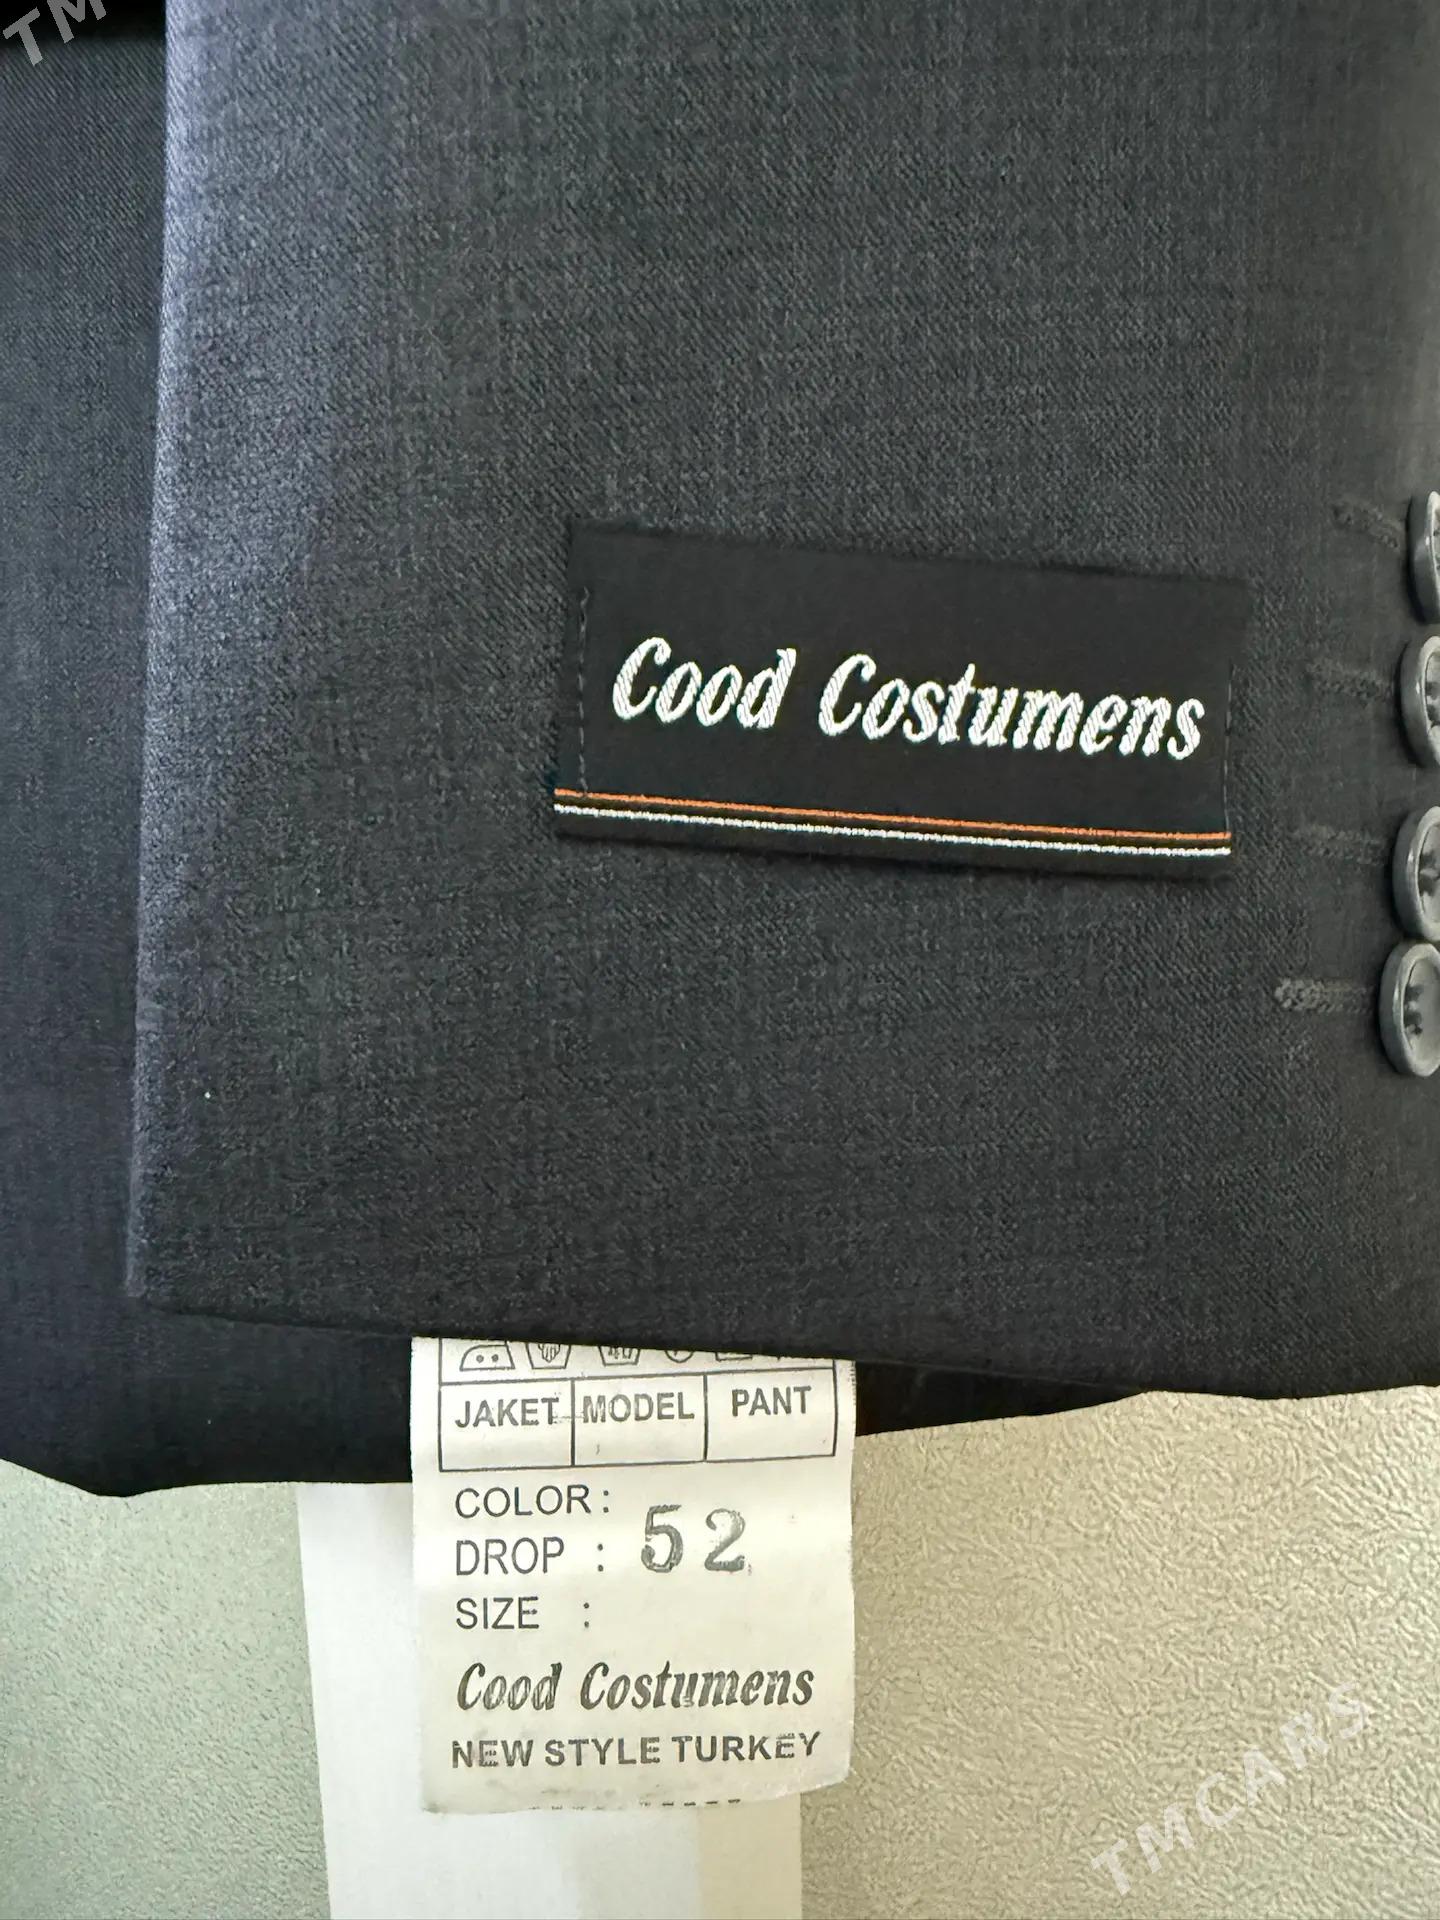 TM
Cood Costumens
JAKET MODEL PANT
COLOR:
DROP : 52
SIZE :
Cood Costumens
NEW STYLE TURKEY
TMCARS